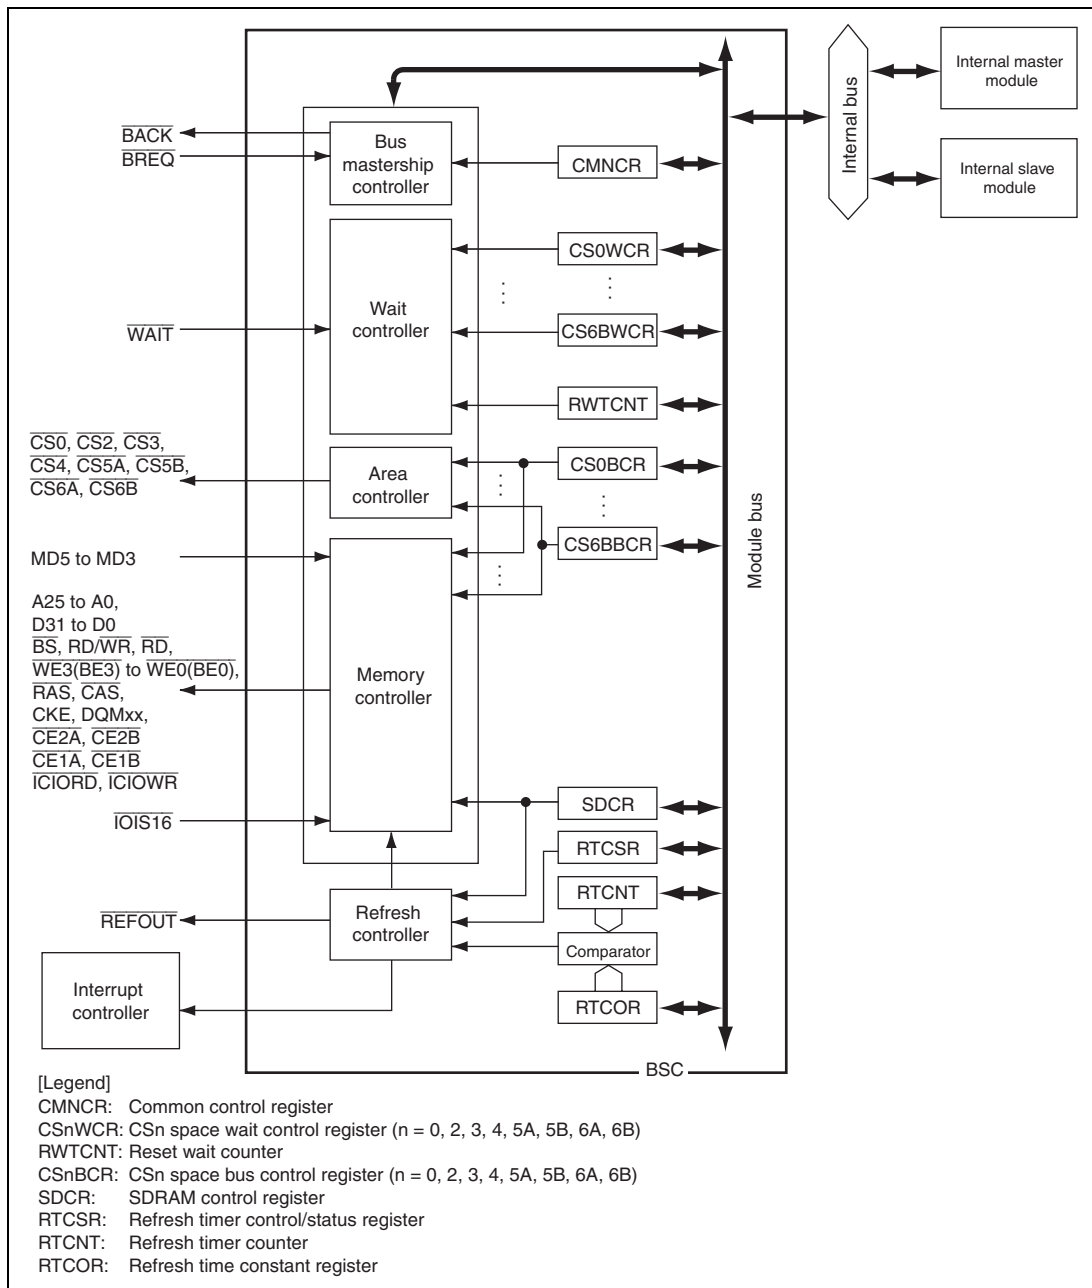 BACK
BREQ
Bus
mastership
controller
CMNCR
Internal bus
Internal master
module
Internal slave
module
CS0WCR
Wait
controller
WAIT
CS6BWCR
RWTCNT
CS0, CS2, CS3,
CS4, CS5A, CS5B,
CS6A, CS6B
Area
controller
CS0BCR
CS6BBCR
Module bus
MD5 to MD3
A25 to A0,
D31 to D0
BS, RD/WR, RD,
WE3(BE3) to WE0(BE0),
RAS, CAS,
CKE, DQMxx,
CE2A, CE2B
CE1A, CE1B
ICIORD, ICIOWR
Memory
controller
IOIS16
SDCR
RTCSR
RTCNT
Comparator
RTCOR
REFOUT
Refresh
controller
Interrupt
controller
BSC
[Legend]
CMNCR: Common control register
CSnWCR: CSn space wait control register (n = 0, 2, 3, 4, 5A, 5B, 6A, 6B)
RWTCNT: Reset wait counter
CSnBCR: CSn space bus control register (n = 0, 2, 3, 4, 5A, 5B, 6A, 6B)
SDCR: SDRAM control register
RTCSR: Refresh timer control/status register
RTCNT: Refresh timer counter
RTCOR: Refresh time constant register